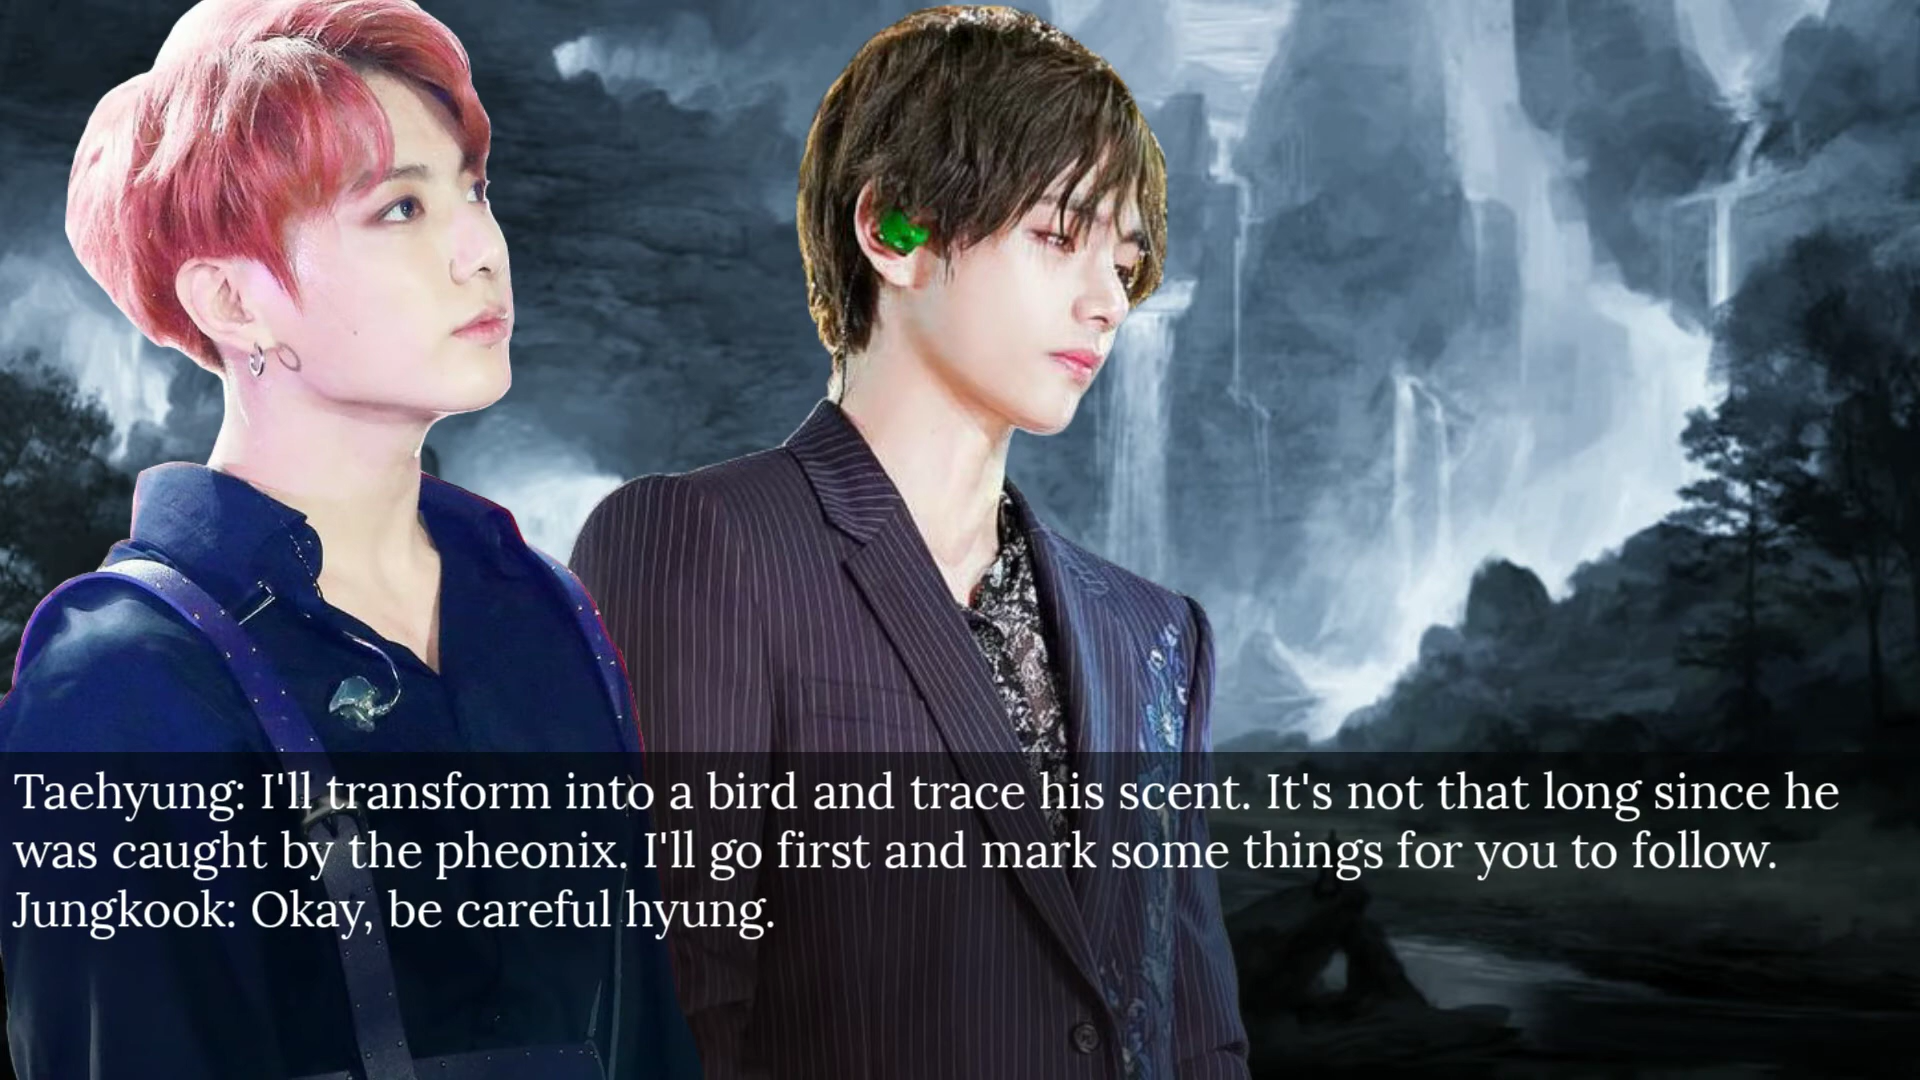 Taehyung: I'll transform into a bird and trace his scent. It's not that long since he
was caught by the pheonix. I'll go first and mark some things for you to follow.
Jungkook: Okay, be careful hyung.